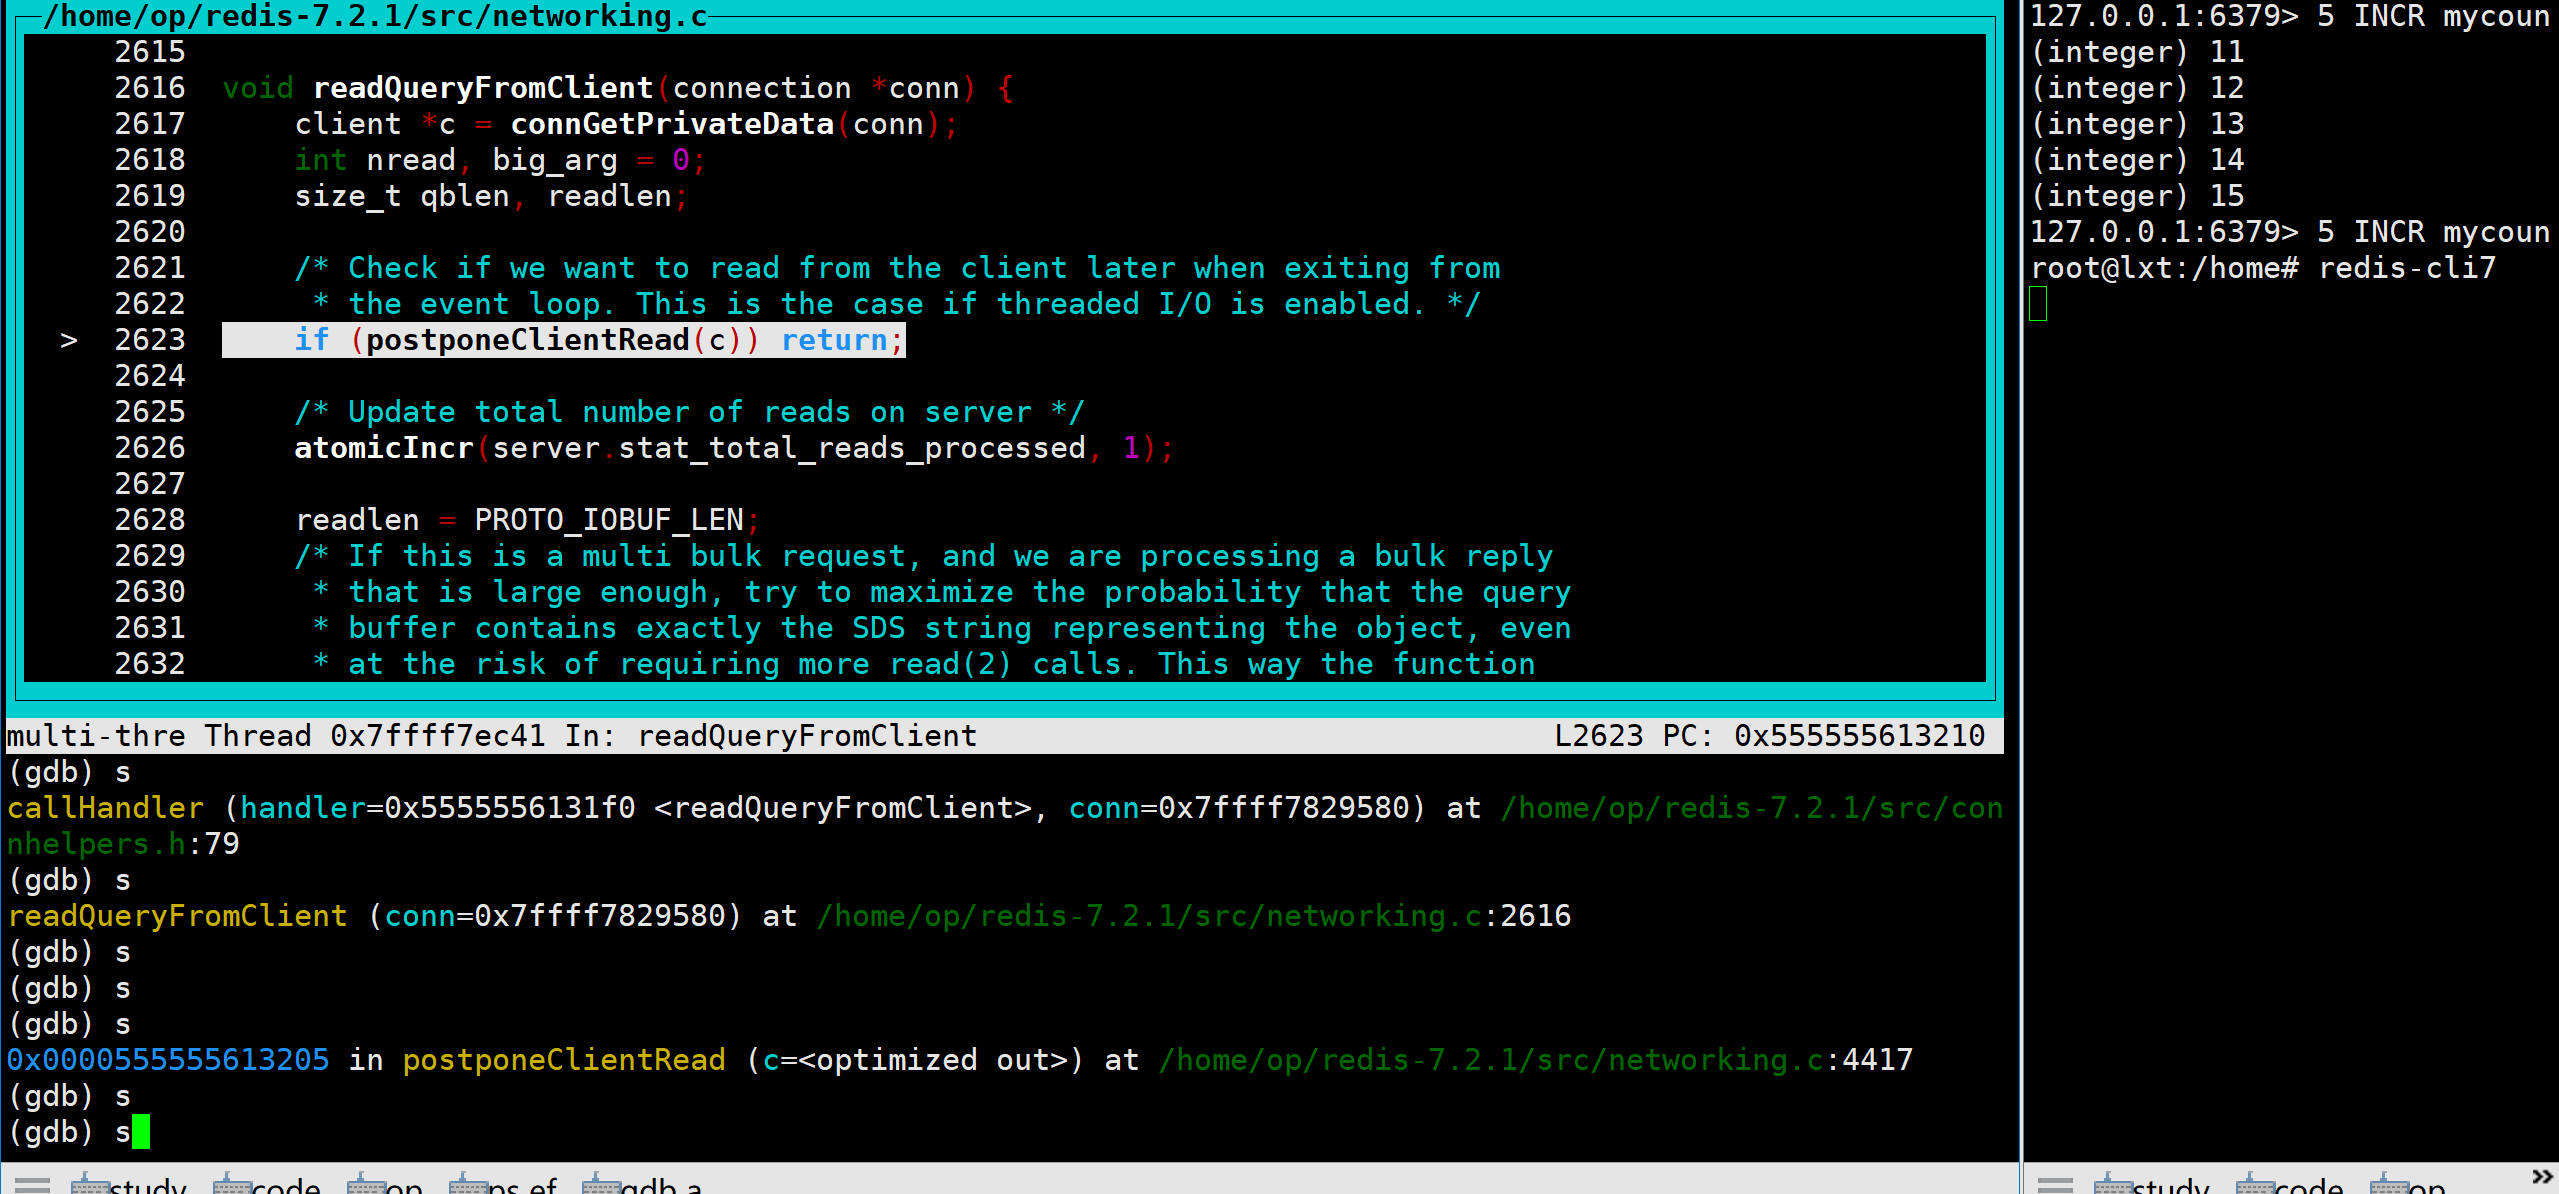 /home/op/redis-7.2.1/src/networking.c
2615
2616  void readQueryFromClient(connection *conn) {
2617      client *c = connGetPrivateData(conn);
2618      int nread, big_arg = 0;
2619      size_t qblen, readlen;
2620
2621      /* Check if we want to read from the client later when exiting from
2622       * the event loop. This is the case if threaded I/O is enabled. */
> 2623      if (postponeClientRead(c)) return;
2624
2625      /* Update total number of reads on server */
2626      atomicIncr(server.stat_total_reads_processed, 1);
2627
2628      readlen = PROTO_IOBUF_LEN;
2629      /* If this is a multi bulk request, and we are processing a bulk reply
2630       * that is large enough, try to maximize the probability that the query
2631       * buffer contains exactly the SDS string representing the object, even
2632       * at the risk of requiring more read(2) calls. This way the function
multi-thre Thread 0x7ffff7ec41 In: readQueryFromClient L2623 PC: 0x555555613210
(gdb) s
callHandler (handler=0x5555556131f0 <readQueryFromClient>, conn=0x7ffff7829580) at /home/op/redis-7.2.1/src/con
nhelpers.h:79
(gdb) s
readQueryFromClient (conn=0x7ffff7829580) at /home/op/redis-7.2.1/src/networking.c:2616
(gdb) s
(gdb) s
(gdb) s
0x0000555555613205 in postponeClientRead (c=<optimized out>) at /home/op/redis-7.2.1/src/networking.c:4417
(gdb) s
(gdb) s
study code op ps ef gdb a
127.0.0.1:6379> 5 INCR mycoun
(integer) 11
(integer) 12
(integer) 13
(integer) 14
(integer) 15
127.0.0.1:6379> 5 INCR mycoun
root@lxt:/home# redis-cli7
study code op »